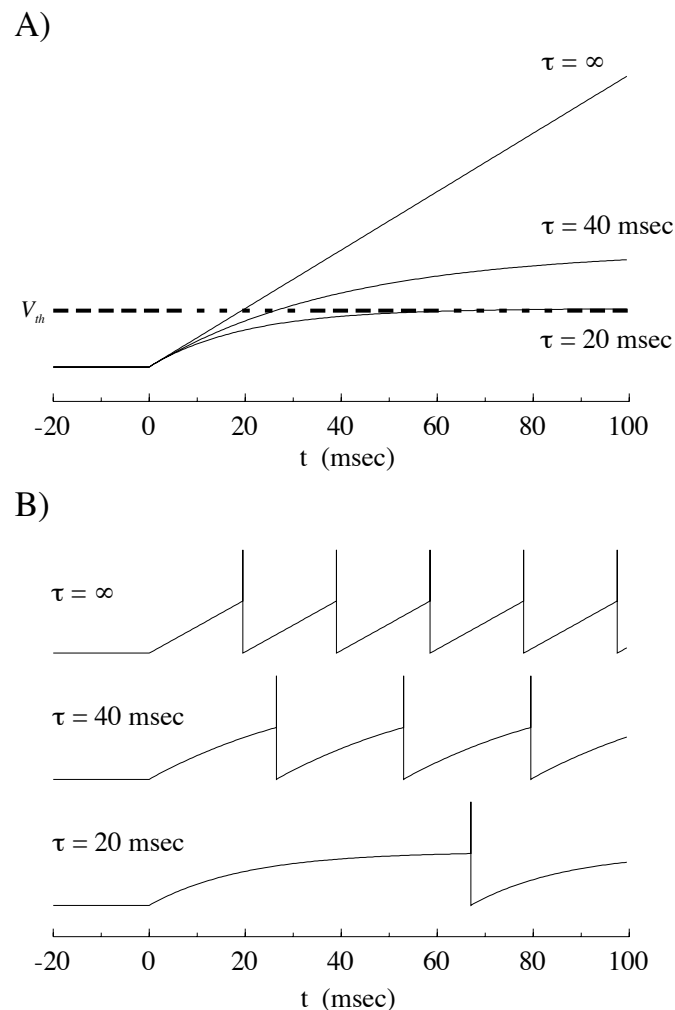 A)
τ = ∞
τ = 40 msec
V_th
τ = 20 msec
-20 0 20 40 60 80 100
t (msec)
B)
τ = ∞
τ = 40 msec
τ = 20 msec
-20 0 20 40 60 80 100
t (msec)